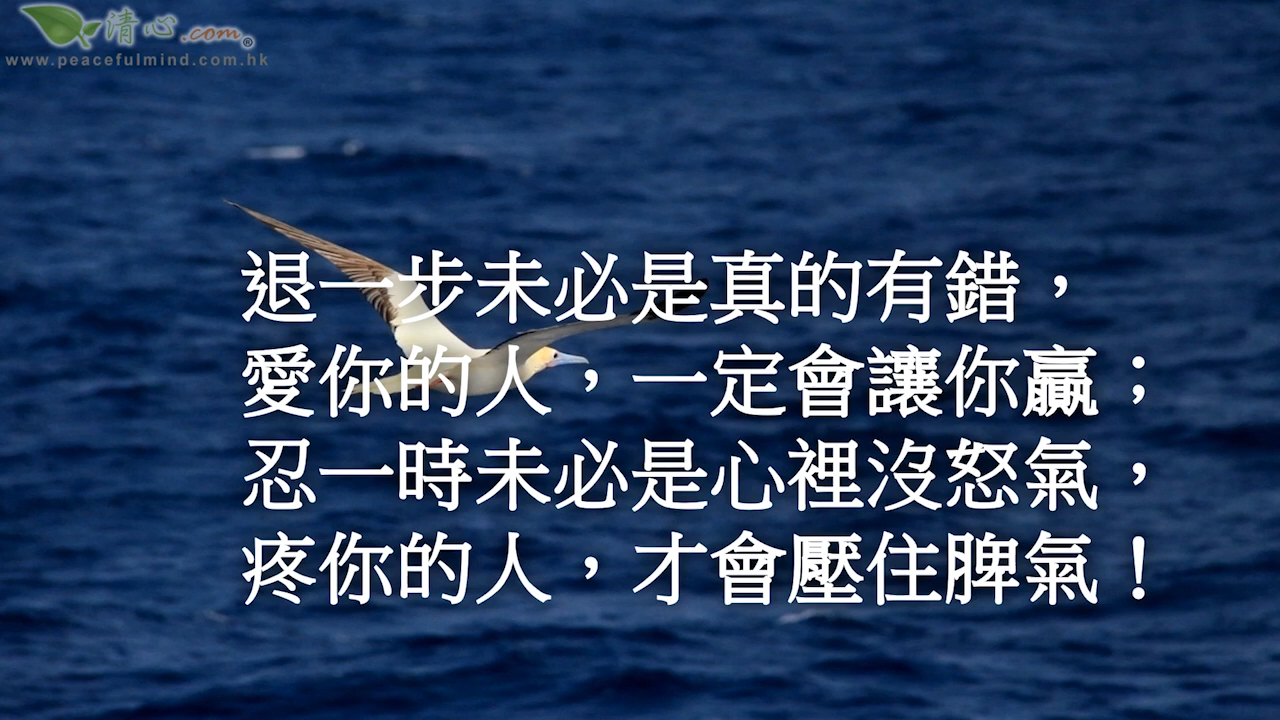 清心.com®
www.peacefulmind.com.hk
退一步未必是真的有錯，
愛你的人，一定會讓你贏；
忍一時未必是心裡沒怒氣，
疼你的人，才會壓住脾氣！